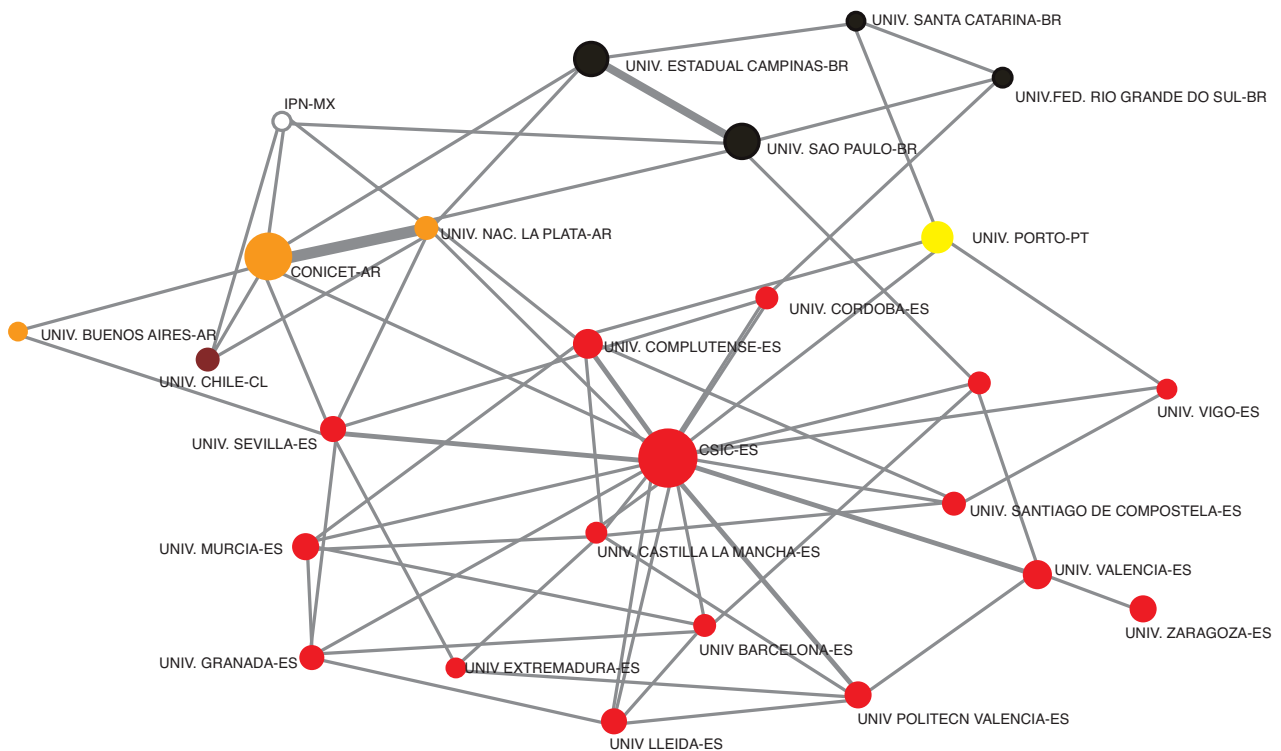 UNIV. SANTA CATARINA-BR
UNIV. ESTADUAL CAMPINAS-BR
UNIV.FED. RIO GRANDE DO SUL-BR
IPN-MX
UNIV. SAO PAULO-BR
UNIV. NAC. LA PLATA-AR
UNIV. PORTO-PT
CONICET-AR
UNIV. CORDOBA-ES
UNIV. BUENOS AIRES-AR
UNIV. COMPLUTENSE-ES
UNIV. CHILE-CL
UNIV. VIGO-ES
UNIV. SEVILLA-ES
CSIC-ES
UNIV. SANTIAGO DE COMPOSTELA-ES
UNIV. MURCIA-ES
UNIV. CASTILLA LA MANCHA-ES
UNIV. VALENCIA-ES
UNIV. ZARAGOZA-ES
UNIV BARCELONA-ES
UNIV. GRANADA-ES
UNIV EXTREMADURA-ES
UNIV POLITECN VALENCIA-ES
UNIV LLEIDA-ES